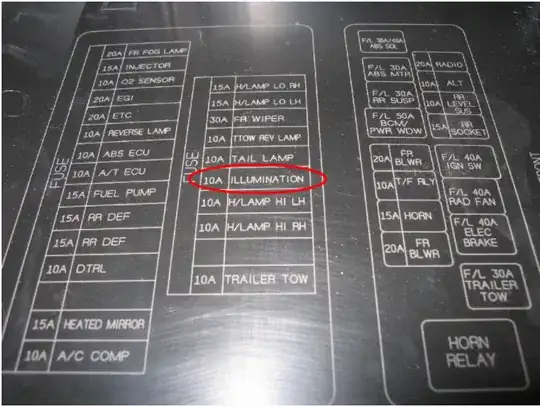 FUSE
20A FR FOG LAMP
15A INJECTOR
10A O2 SENSOR
20A EGI
20A ETC
10A REVERSE LAMP
10A ABS ECU
10A A/T ECU
15A FUEL PUMP
15A RR DEF
15A RR DEF
10A DTRL
15A HEATED MIRROR
10A A/C COMP
FUSE
15A H/LAMP LO RH
15A H/LAMP LO LH
30A FR WIPER
10A TTOW REV LAMP
10A TAIL LAMP
10A ILLUMINATION
10A H/LAMP HI LH
10A H/LAMP HI RH
10A TRAILER TOW
F/L 30A/40A
ABS SOL
F/L 30A
ABS MTR
F/L 30A
RR SUSP
F/L 50A
BCM/
PWR WDW
20A RADIO
10A ALT
10A RR
LEVEL
SUS
15A RR
SOCKET
20A FR
BLWR
10A T/F RLY
15A HORN
20A FR
BLWR
F/L 40A
IGN SW
F/L 40A
RAD FAN
F/L 40A
ELEC
BRAKE
F/L 30A
TRAILER
TOW
HORN
RELAY